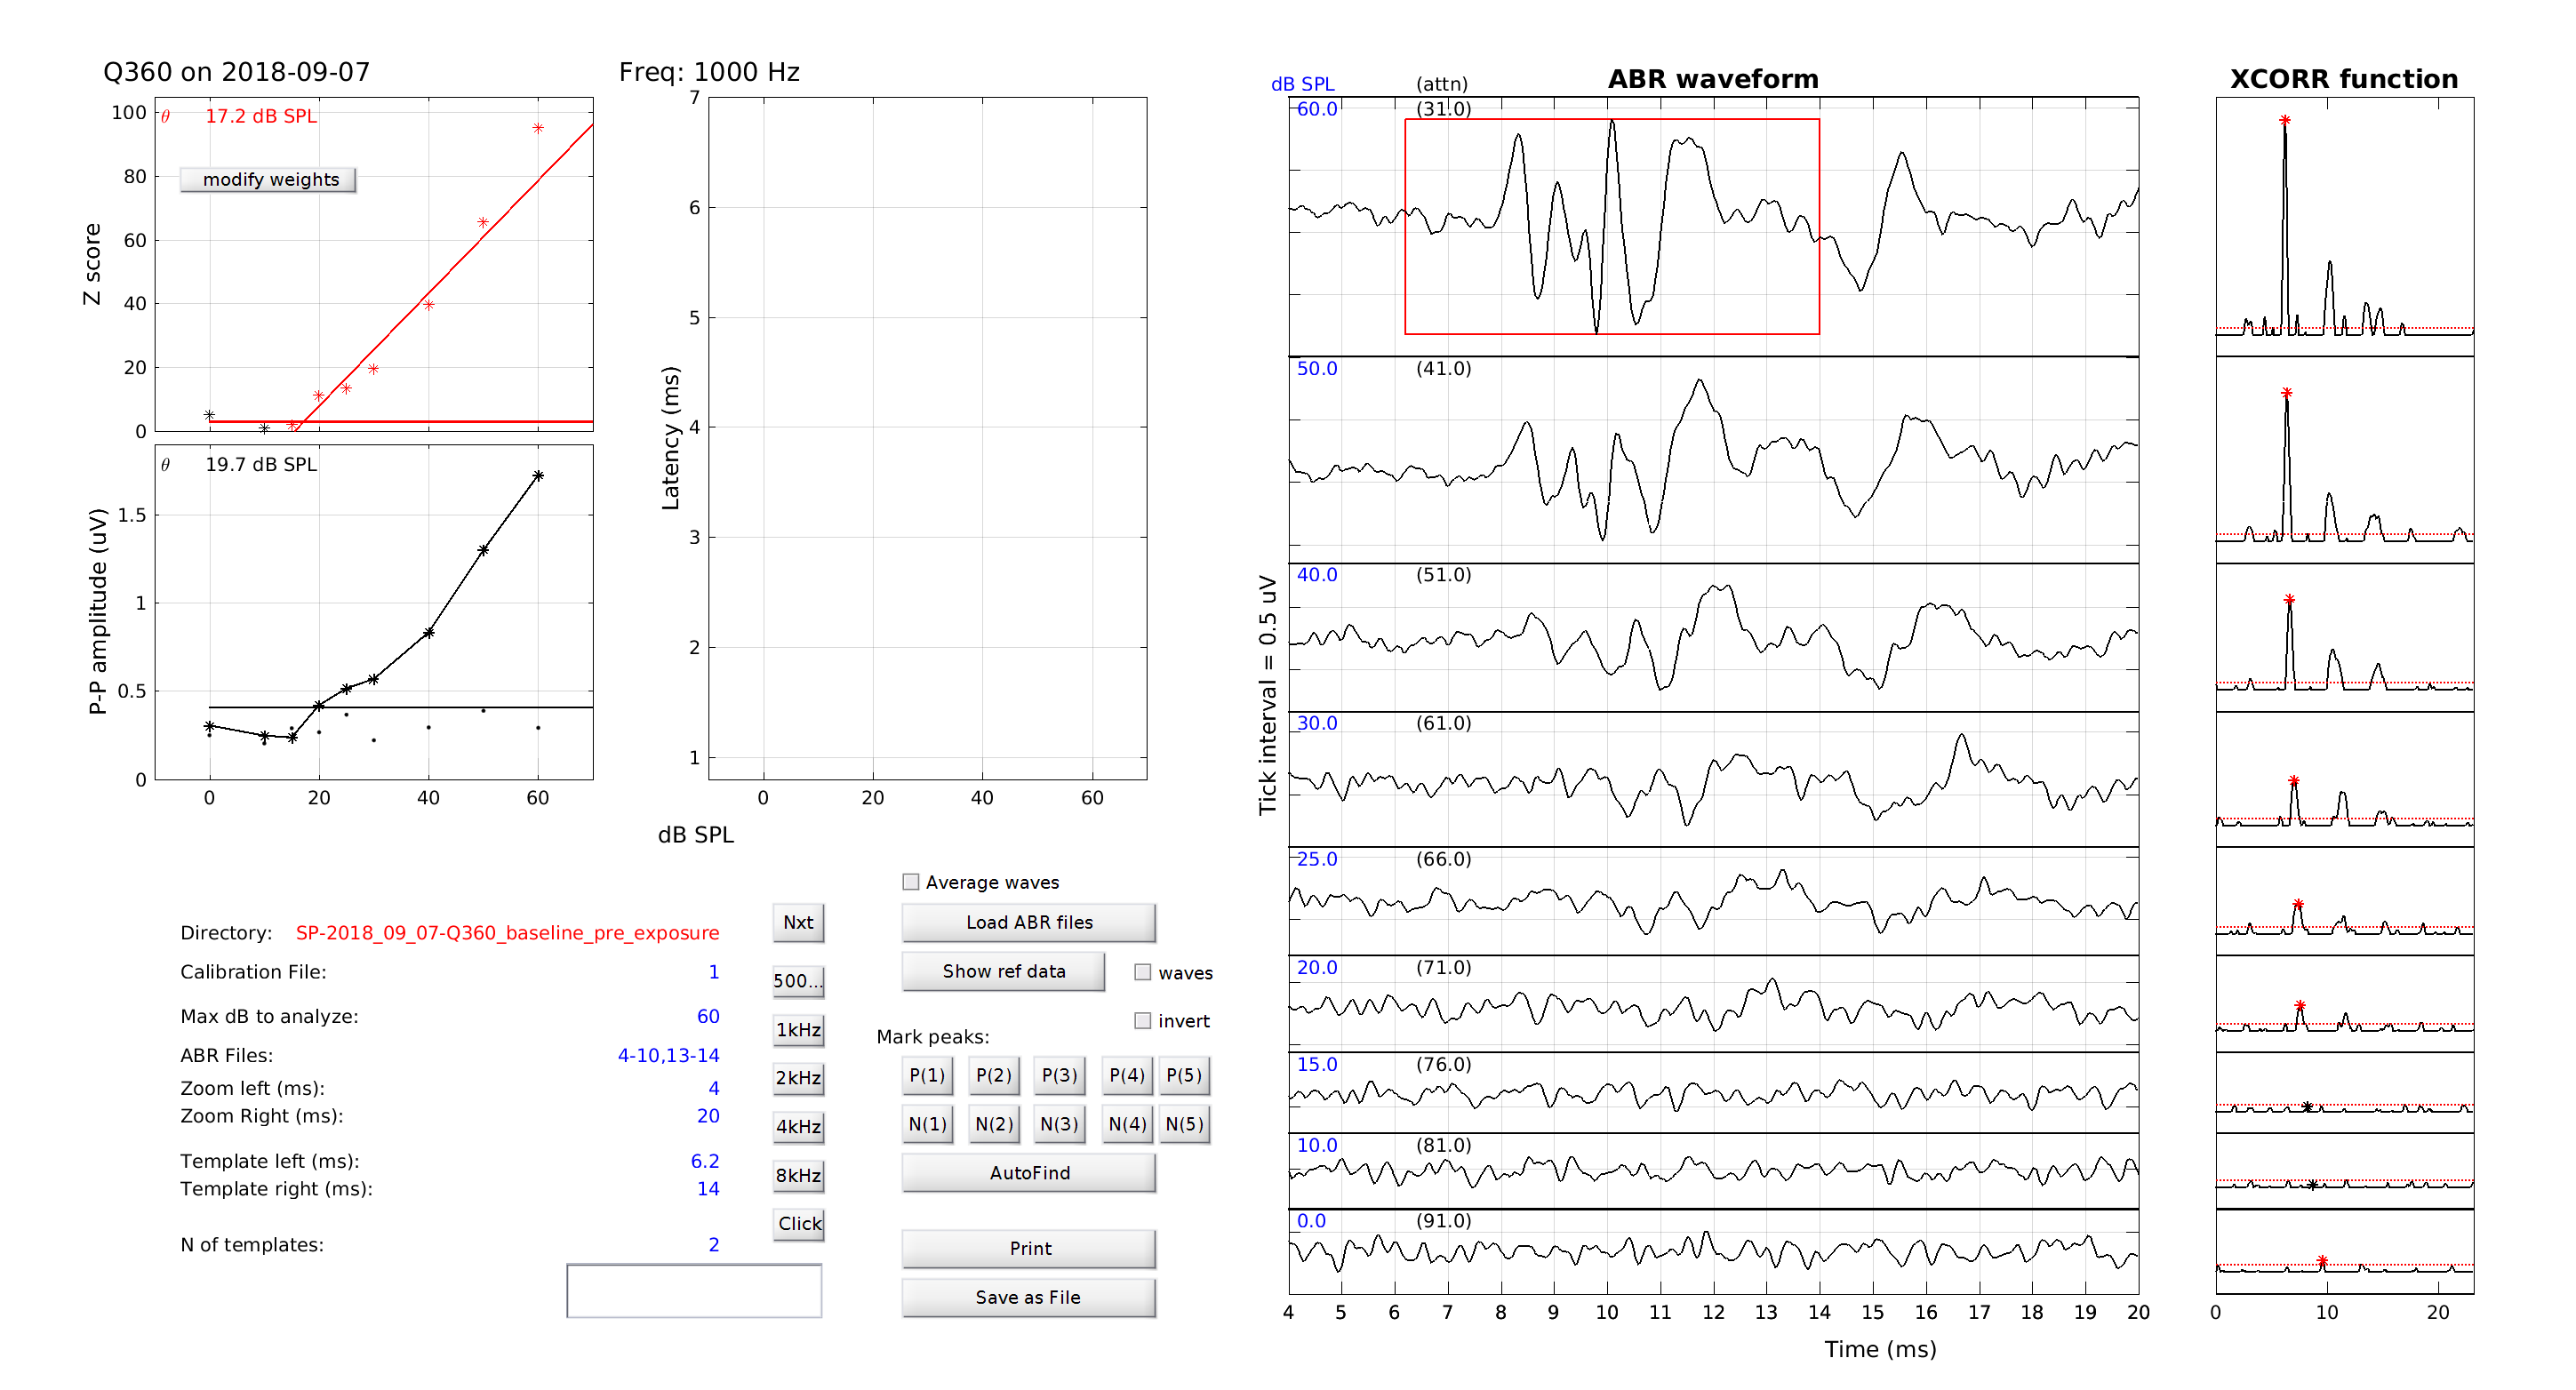 Q360 on 2018-09-07
Freq: 1000 Hz
θ 17.2 dB SPL
modify weights
Z score
100
80
60
40
20
0
θ 19.7 dB SPL
P-P amplitude (uV)
1.5
1
0.5
0
0 20 40 60
Latency (ms)
7
6
5
4
3
2
1
0 20 40 60
dB SPL
Directory: SP-2018_09_07-Q360_baseline_pre_exposure
Calibration File: 1
Max dB to analyze: 60
ABR Files: 4-10,13-14
Zoom left (ms): 4
Zoom Right (ms): 20
Template left (ms): 6.2
Template right (ms): 14
N of templates: 2
Nxt
500...
1kHz
2kHz
4kHz
8kHz
Click
Average waves
Load ABR files
Show ref data
waves
invert
Mark peaks:
P(1) P(2) P(3) P(4) P(5)
N(1) N(2) N(3) N(4) N(5)
AutoFind
Print
Save as File
dB SPL (attn) ABR waveform
60.0 (31.0)
50.0 (41.0)
40.0 (51.0)
30.0 (61.0)
25.0 (66.0)
20.0 (71.0)
15.0 (76.0)
10.0 (81.0)
0.0 (91.0)
Tick interval = 0.5 uV
4 5 6 7 8 9 10 11 12 13 14 15 16 17 18 19 20
Time (ms)
XCORR function
0 10 20